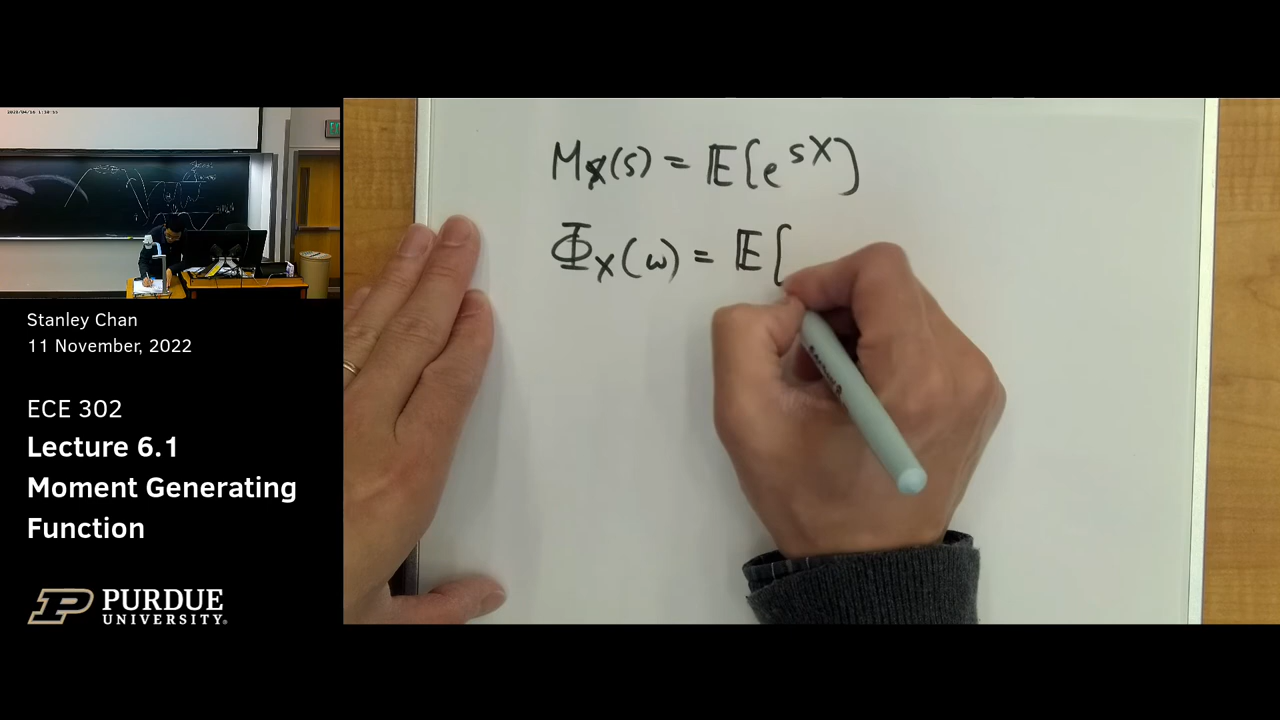 Mx(s) = 𝔼[e^sX]
Φx(ω) = 𝔼[
Stanley Chan
11 November, 2022
ECE 302
Lecture 6.1
Moment Generating
Function
PURDUE
UNIVERSITY.